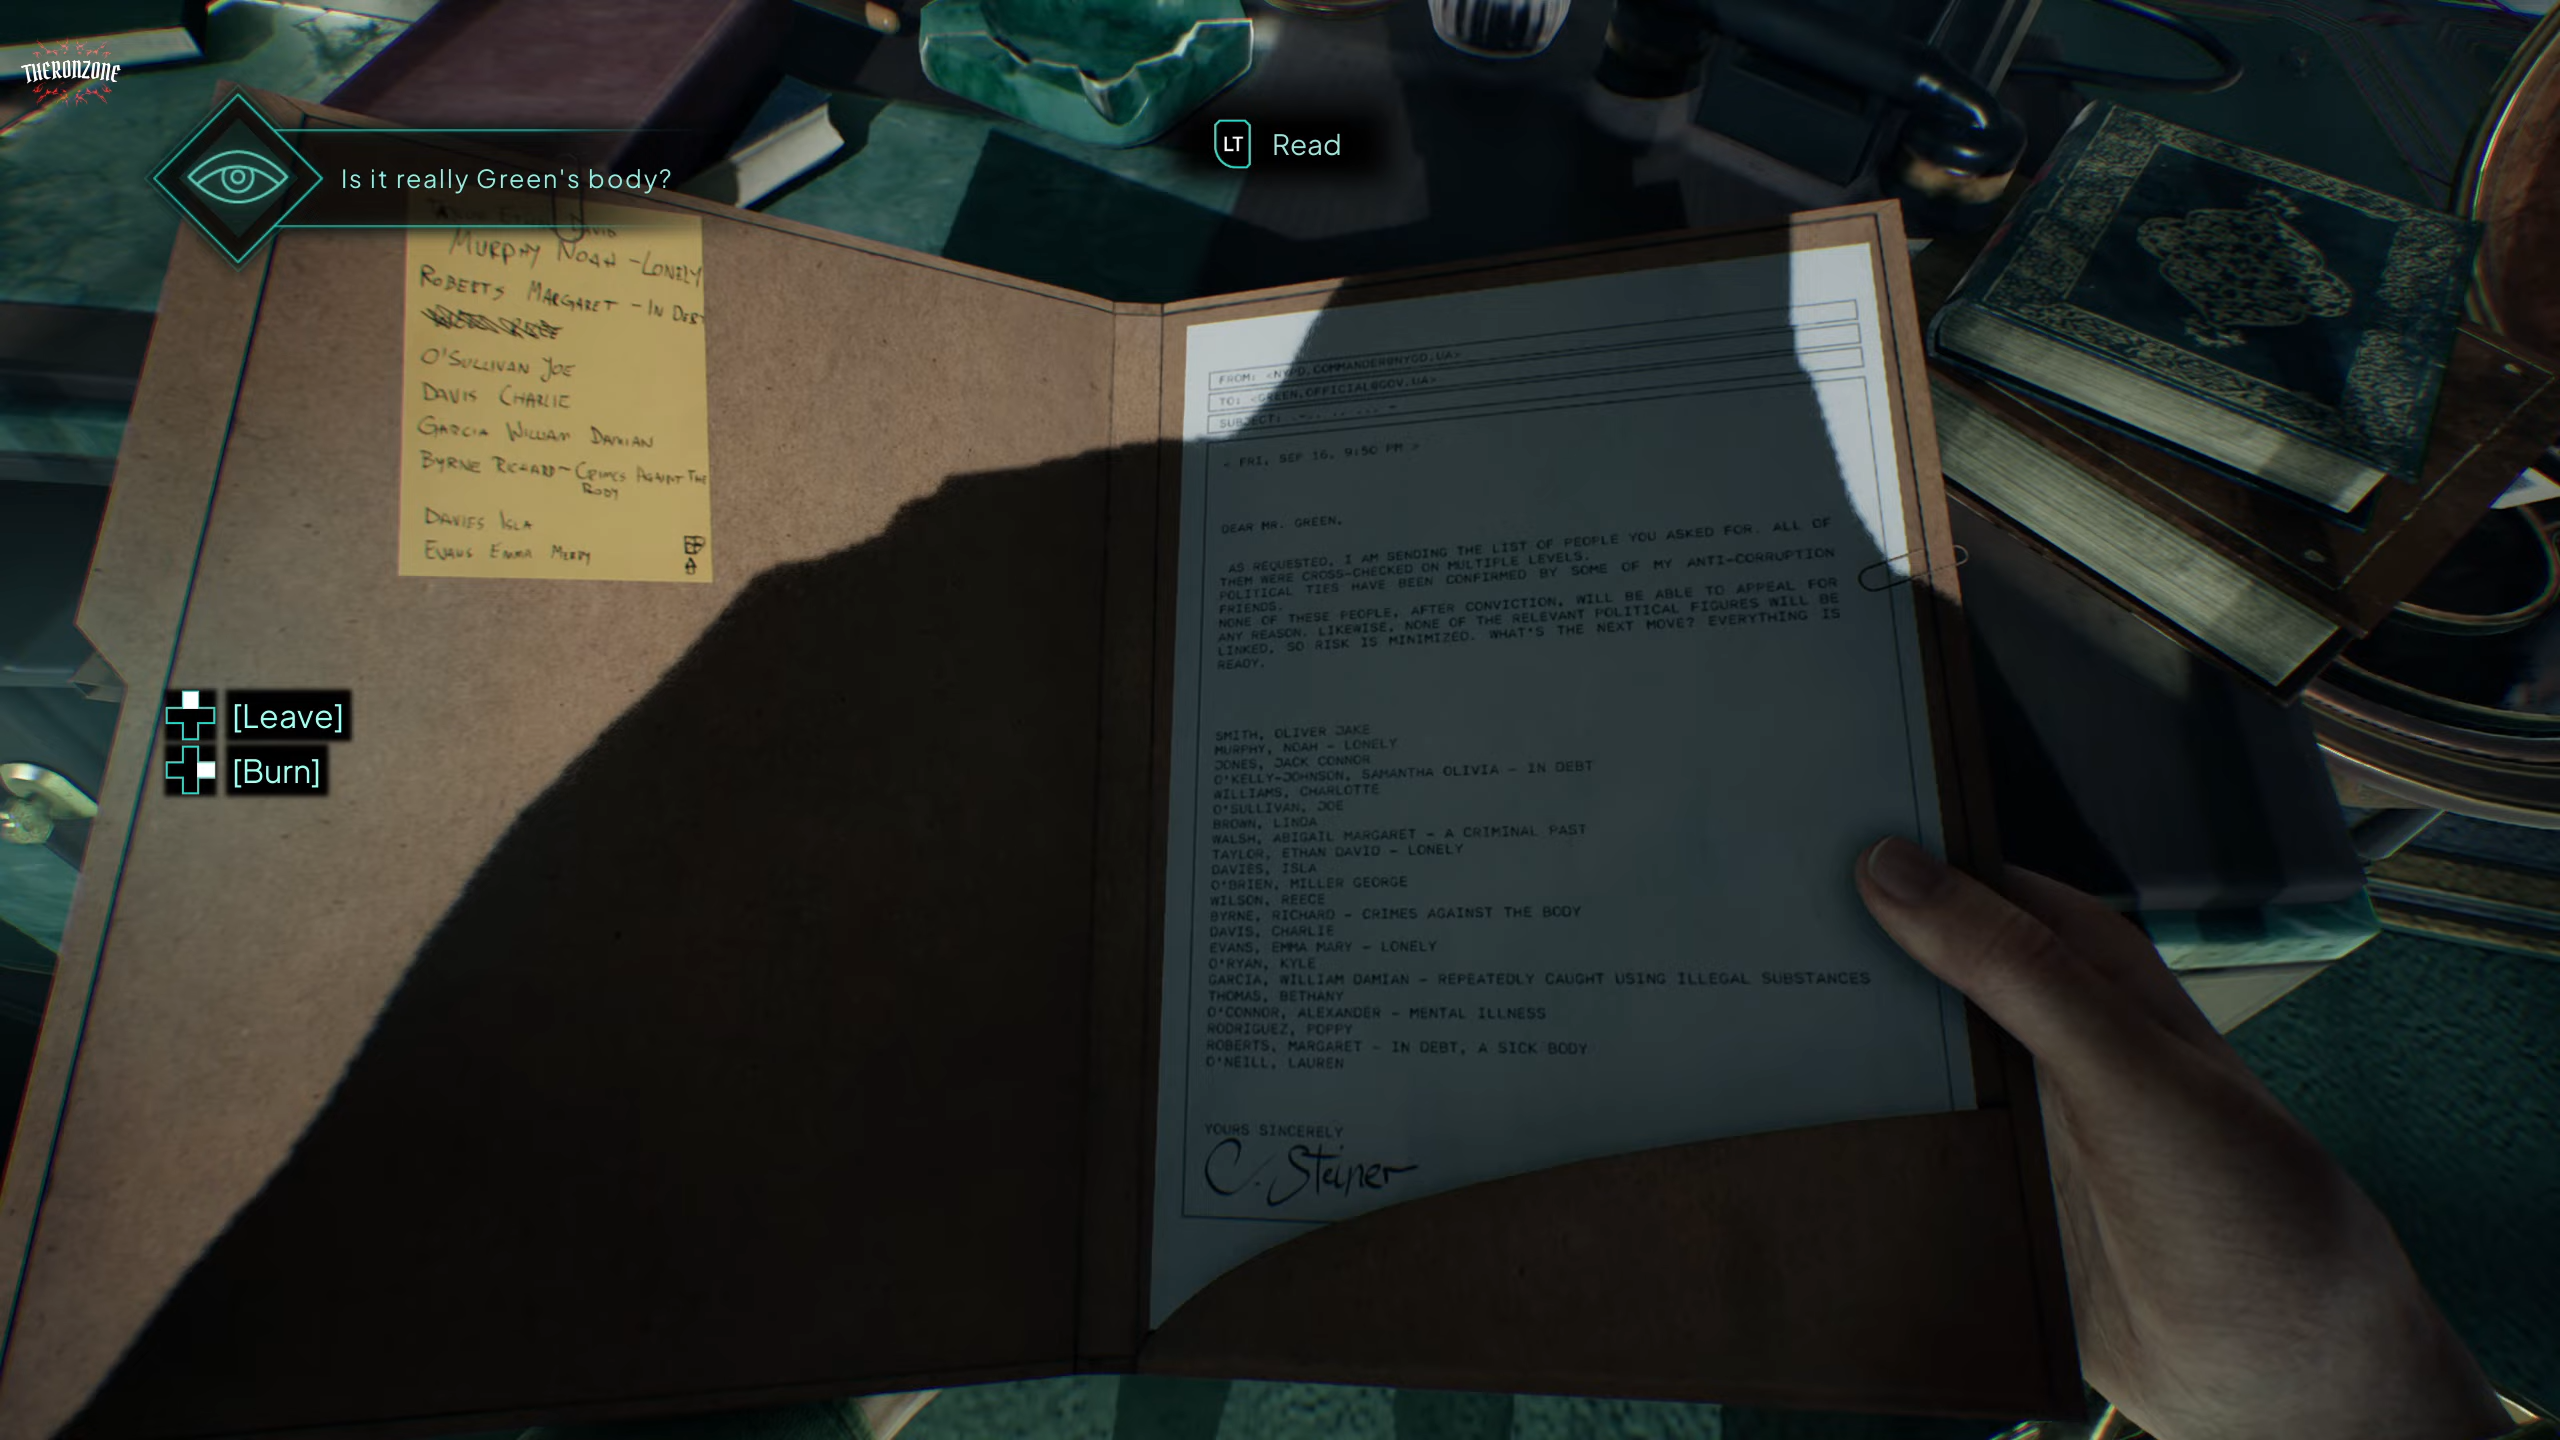 THERONZONE
Is it really Green's body?
LT Read
DAVID
MURPHY NOAH - LONELY
ROBERTS MARGARET - IN DEBT
O'SULLIVAN JOE
DAVIS CHARLIE
GARCIA WILLIAM DAMIAN
BYRNE RICHARD - CRIMES AGAINST THE
BODY
DAVIES ISLA
EVANS EMMA MERRY
[Leave]
[Burn]
FROM: <NYPD.COMMANDER@NYGD.UA>
TO: <GREEN.OFFICIAL@GOV.UA>
SUBJECT:
< FRI, SEP 16, 9:50 PM >
DEAR MR. GREEN,
AS REQUESTED, I AM SENDING THE LIST OF PEOPLE YOU ASKED FOR. ALL OF
THEM WERE CROSS-CHECKED ON MULTIPLE LEVELS.
POLITICAL TIES HAVE BEEN CONFIRMED BY SOME OF MY ANTI-CORRUPTION
FRIENDS.
NONE OF THESE PEOPLE, AFTER CONVICTION, WILL BE ABLE TO APPEAL FOR
ANY REASON. LIKEWISE, NONE OF THE RELEVANT POLITICAL FIGURES WILL BE
LINKED, SO RISK IS MINIMIZED. WHAT'S THE NEXT MOVE? EVERYTHING IS
READY.
SMITH, OLIVER JAKE
MURPHY, NOAH - LONELY
JONES, JACK CONNOR
O'KELLY-JOHNSON, SAMANTHA OLIVIA - IN DEBT
WILLIAMS, CHARLOTTE
O'SULLIVAN, JOE
BROWN, LINDA
WALSH, ABIGAIL MARGARET - A CRIMINAL PAST
TAYLOR, ETHAN DAVID - LONELY
DAVIES, ISLA
O'BRIEN, MILLER GEORGE
WILSON, REECE
BYRNE, RICHARD - CRIMES AGAINST THE BODY
DAVIS, CHARLIE
EVANS, EMMA MARY - LONELY
O'RYAN, KYLE
GARCIA, WILLIAM DAMIAN - REPEATEDLY CAUGHT USING ILLEGAL SUBSTANCES
THOMAS, BETHANY
O'CONNOR, ALEXANDER - MENTAL ILLNESS
RODRIGUEZ, POPPY
ROBERTS, MARGARET - IN DEBT, A SICK BODY
O'NEILL, LAUREN
YOURS SINCERELY
C. Steiner